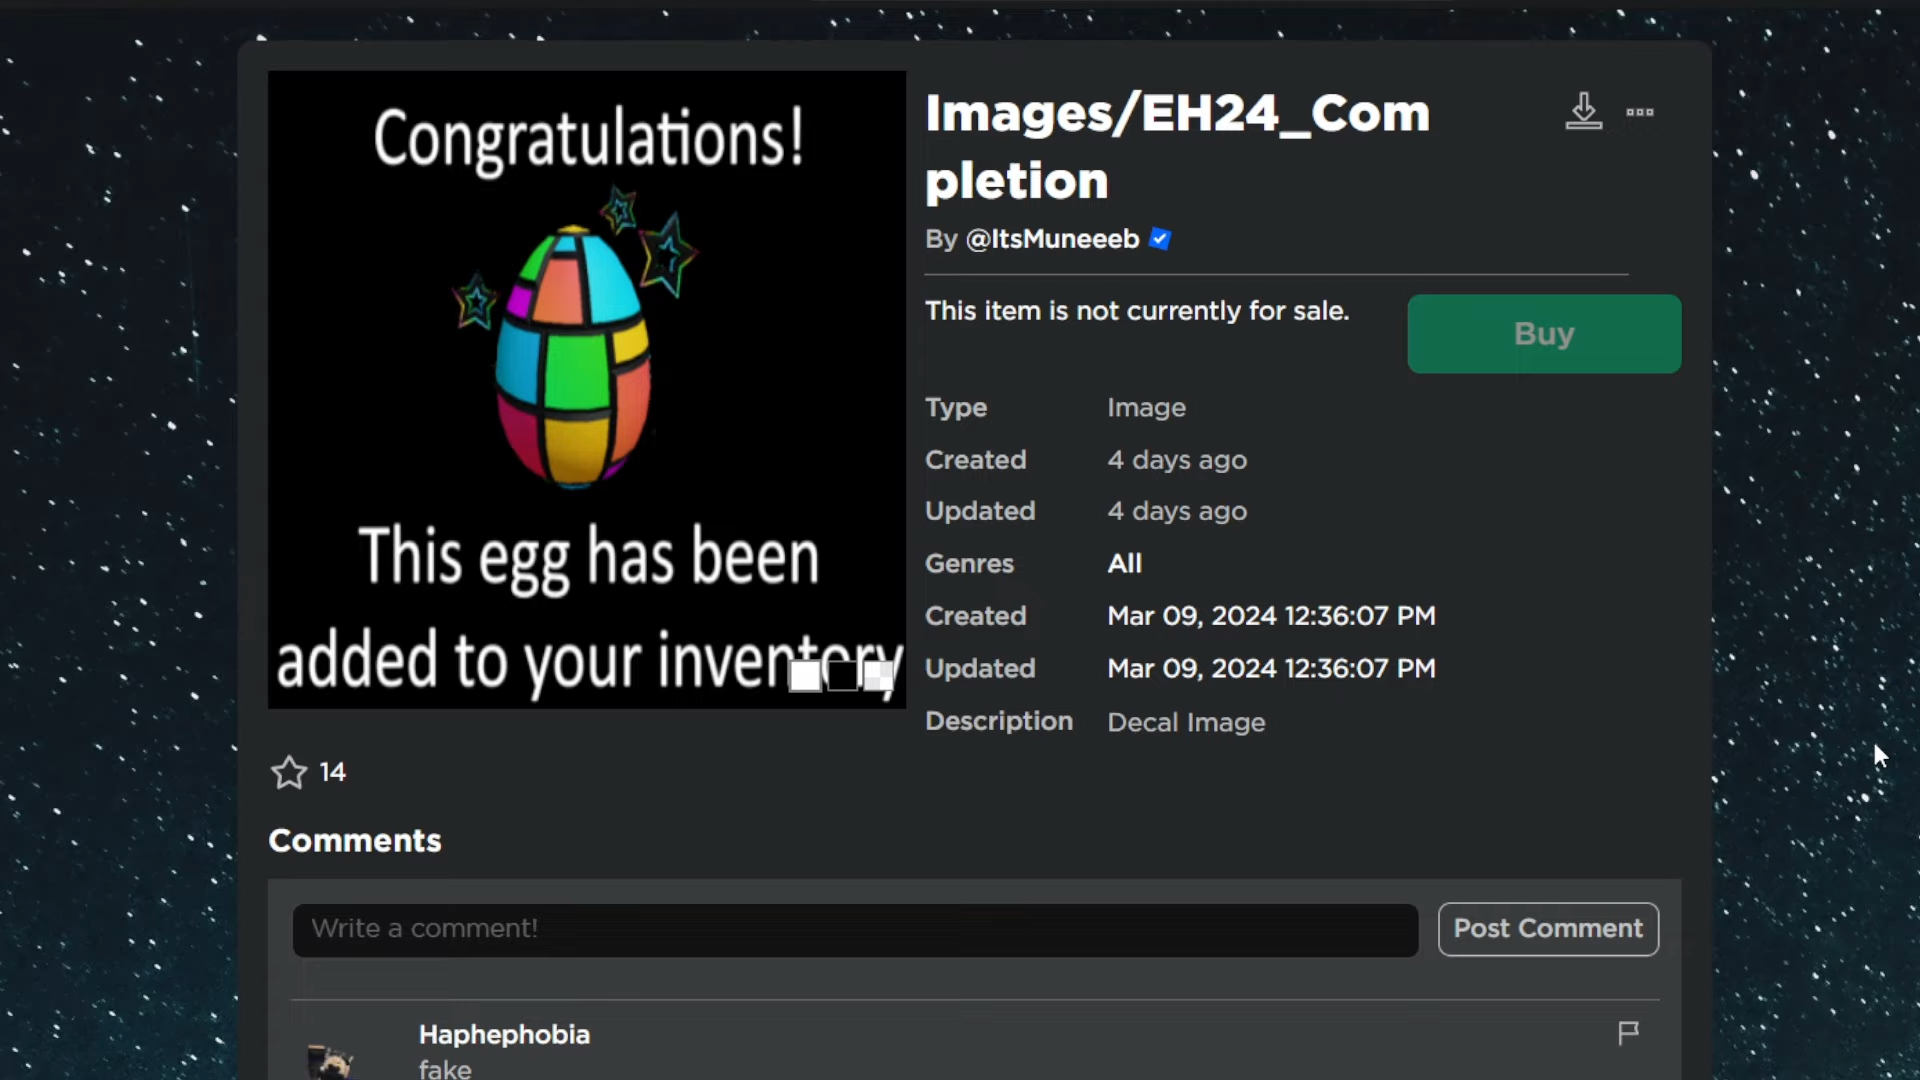 Congratulations!
This egg has been
added to your inventory
Images/EH24_Com
pletion
By @ItsMuneeeb
This item is not currently for sale.
Buy
Type Image
Created 4 days ago
Updated 4 days ago
Genres All
Created Mar 09, 2024 12:36:07 PM
Updated Mar 09, 2024 12:36:07 PM
Description Decal Image
14
Comments
Write a comment!
Post Comment
Haphephobia
fake